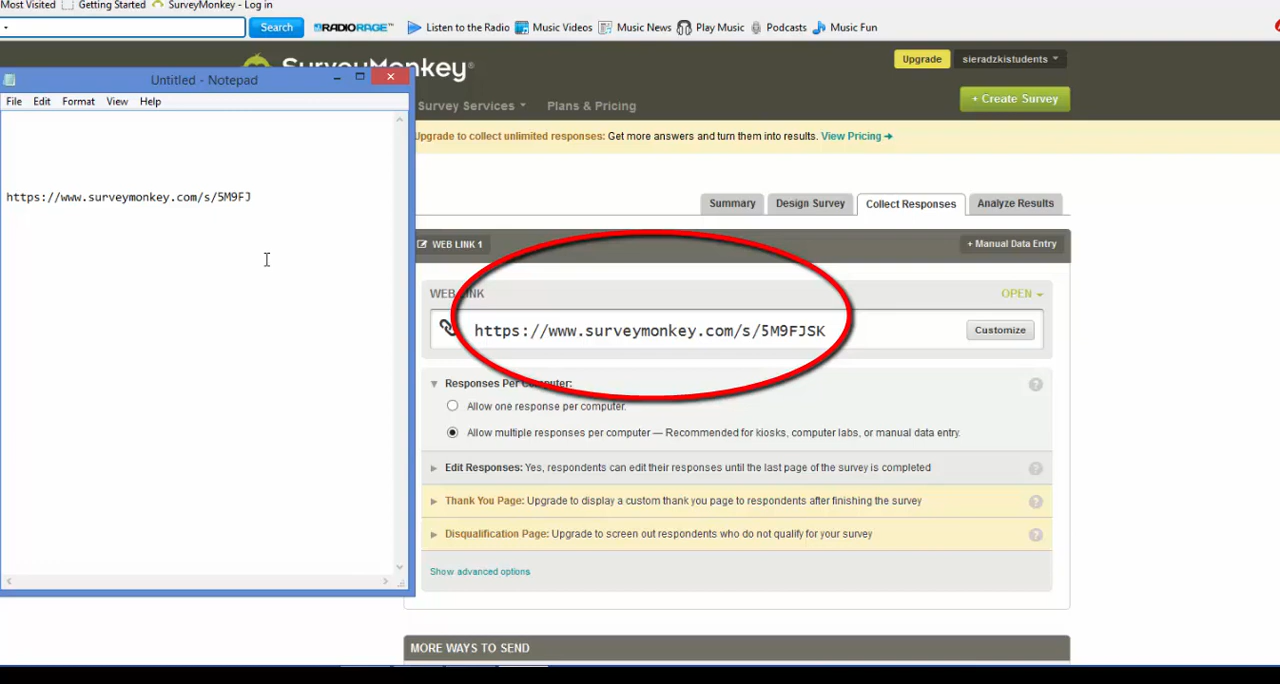 Most Visited Getting Started SurveyMonkey - Log in
Search RADIORAGE™ Listen to the Radio Music Videos Music News Play Music Podcasts Music Fun
Untitled - Notepad
File Edit Format View Help
https://www.surveymonkey.com/s/5M9FJ
Upgrade sieradzkistudents
Survey Services Plans & Pricing
+ Create Survey
Upgrade to collect unlimited responses: Get more answers and turn them into results. View Pricing ➔
Summary Design Survey Collect Responses Analyze Results
WEB LINK 1 + Manual Data Entry
WEB LINK OPEN
https://www.surveymonkey.com/s/5M9FJSK Customize
Responses Per Computer: ?
Allow one response per computer.
Allow multiple responses per computer — Recommended for kiosks, computer labs, or manual data entry.
Edit Responses: Yes, respondents can edit their responses until the last page of the survey is completed ?
Thank You Page: Upgrade to display a custom thank you page to respondents after finishing the survey ?
Disqualification Page: Upgrade to screen out respondents who do not qualify for your survey ?
Show advanced options
MORE WAYS TO SEND